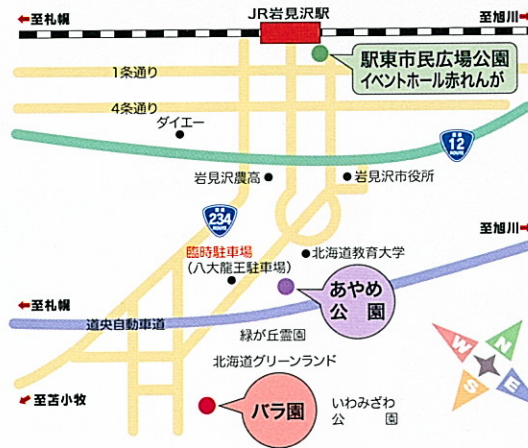 JR岩見沢駅
←至札幌
至旭川→
駅東市民広場公園
イベントホール赤れんが
1条通り
4条通り
ダイエー
国道
12
ROUTE
岩見沢農高
岩見沢市役所
国道
234
ROUTE
臨時駐車場
(八大龍王駐車場)
北海道教育大学
至旭川→
あやめ
公園
←至札幌
道央自動車道
緑が丘霊園
北海道グリーンランド
←至苫小牧
バラ園
いわみざわ
公 園
W
N
S
E